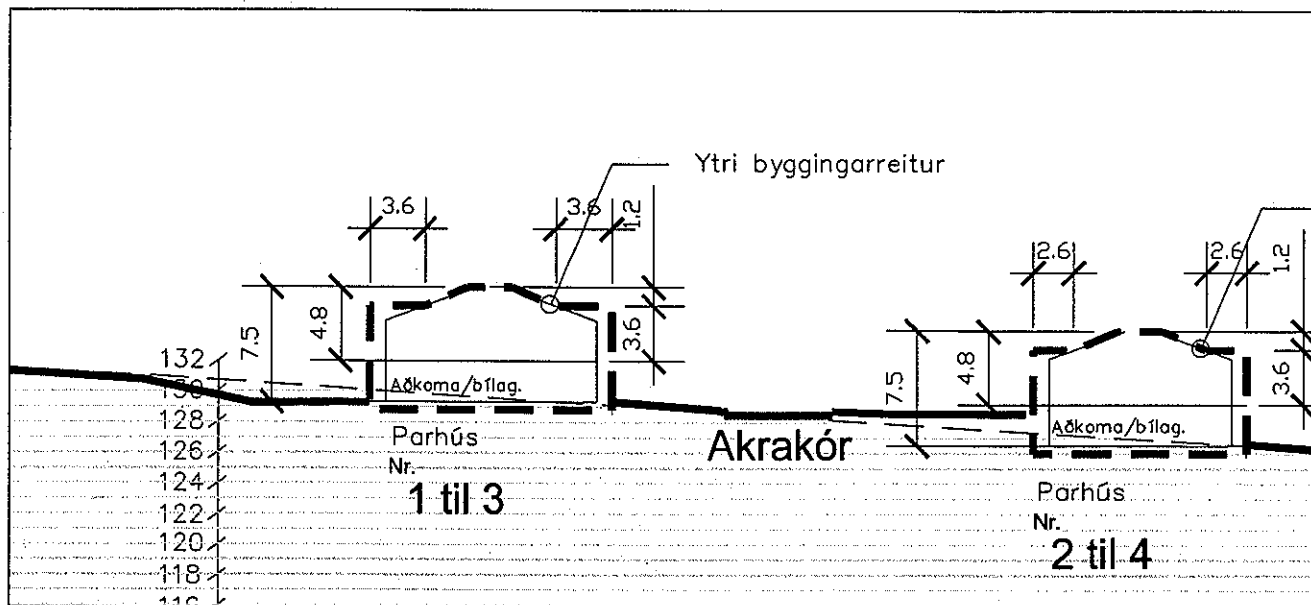 Ytri byggingarreitur
3.6
3.6
1.2
2.6
2.6
1.2
7.5
4.8
3.6
7.5
4.8
3.6
132
130
128
126
124
122
120
118
116
Aðkoma/bílag.
Aðkoma/bílag.
Parhús
Nr.
1 til 3
Akrakór
Parhús
Nr.
2 til 4